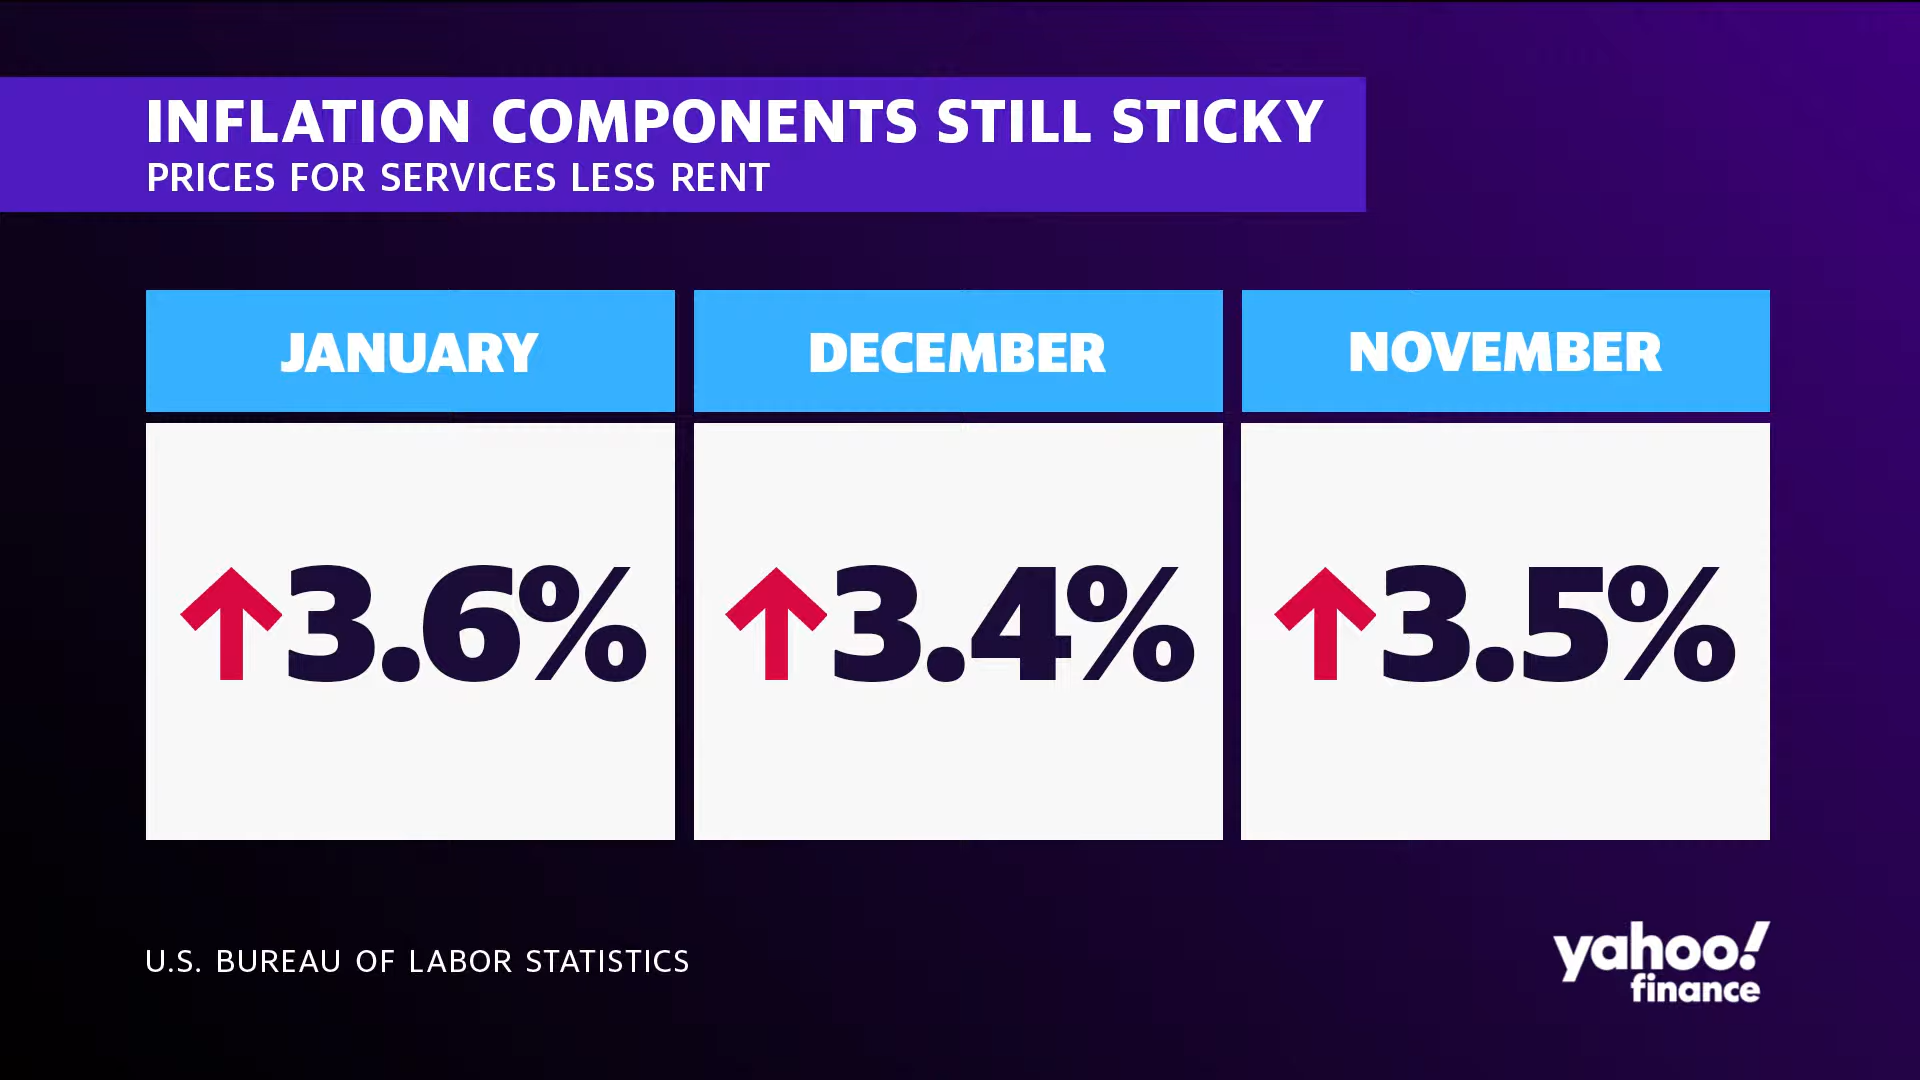 INFLATION COMPONENTS STILL STICKY
PRICES FOR SERVICES LESS RENT
JANUARY
DECEMBER
NOVEMBER
↑3.6%
↑3.4%
↑3.5%
U.S. BUREAU OF LABOR STATISTICS
yahoo!
finance